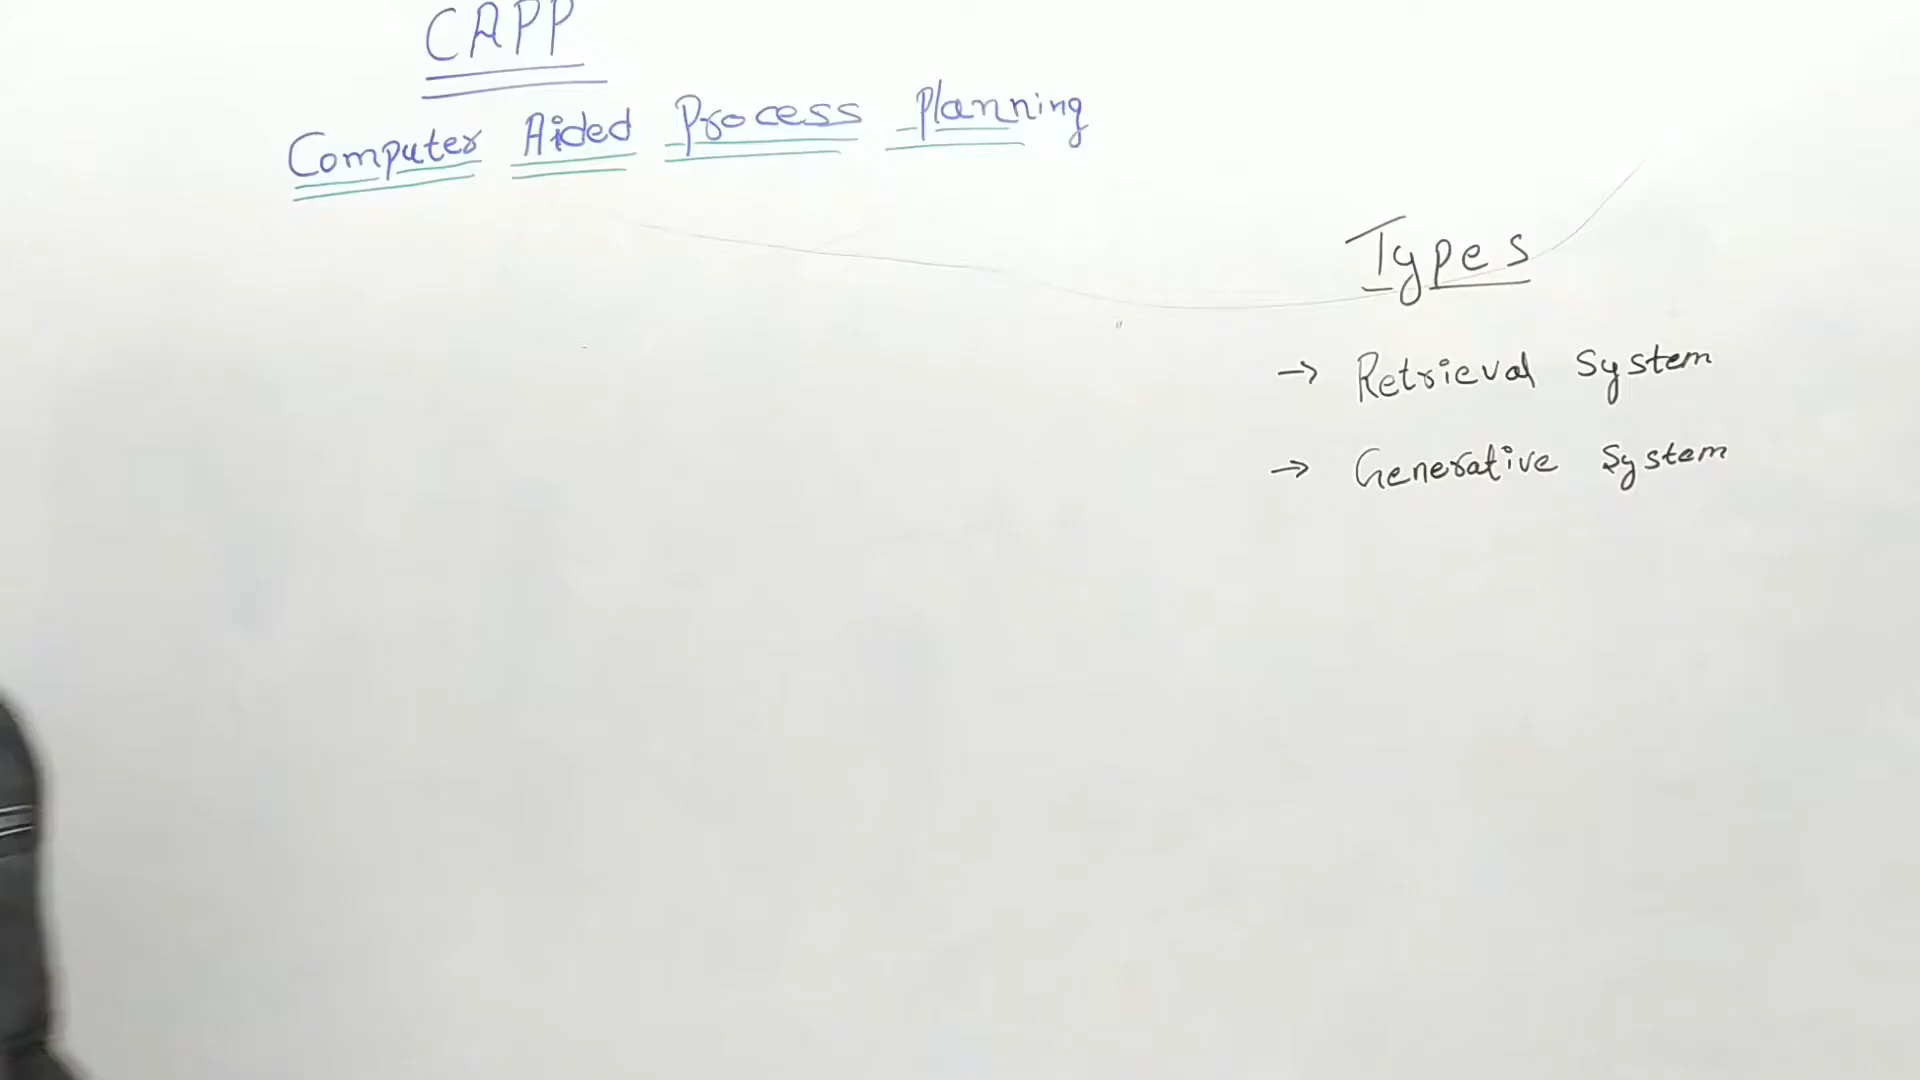 CAPP
Computer Aided Process Planning
Types
→ Retrieval System
→ Generative System